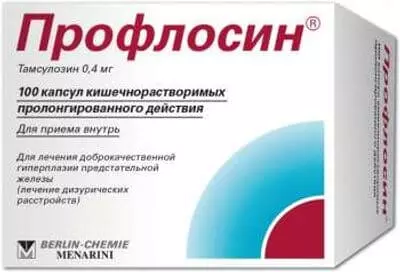 Профлосин®
Тамсулозин 0,4 мг
100 капсул кишечнорастворимых
пролонгированного действия
Для приема внутрь
Для лечения доброкачественной
гиперплазии предстательной
железы
(лечение дизурических
расстройств)
BERLIN-CHEMIE
MENARINI
Профлосин®